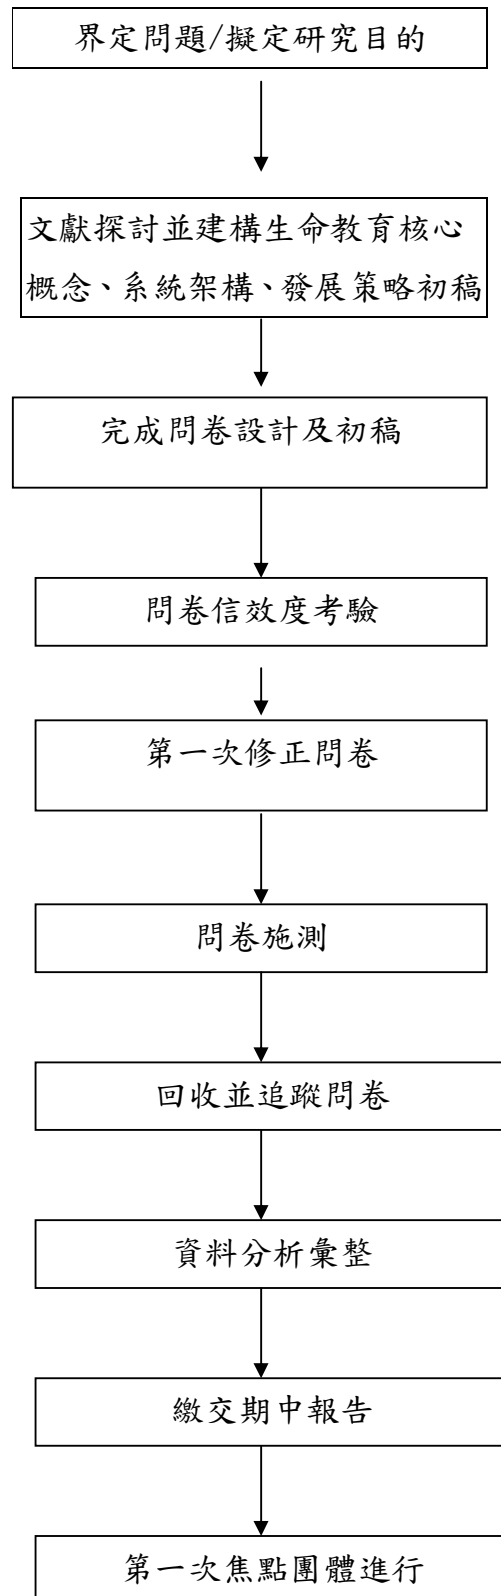 界定問題/擬定研究目的
文獻探討並建構生命教育核心
概念、系統架構、發展策略初稿
完成問卷設計及初稿
問卷信效度考驗
第一次修正問卷
問卷施測
回收並追蹤問卷
資料分析彙整
繳交期中報告
第一次焦點團體進行